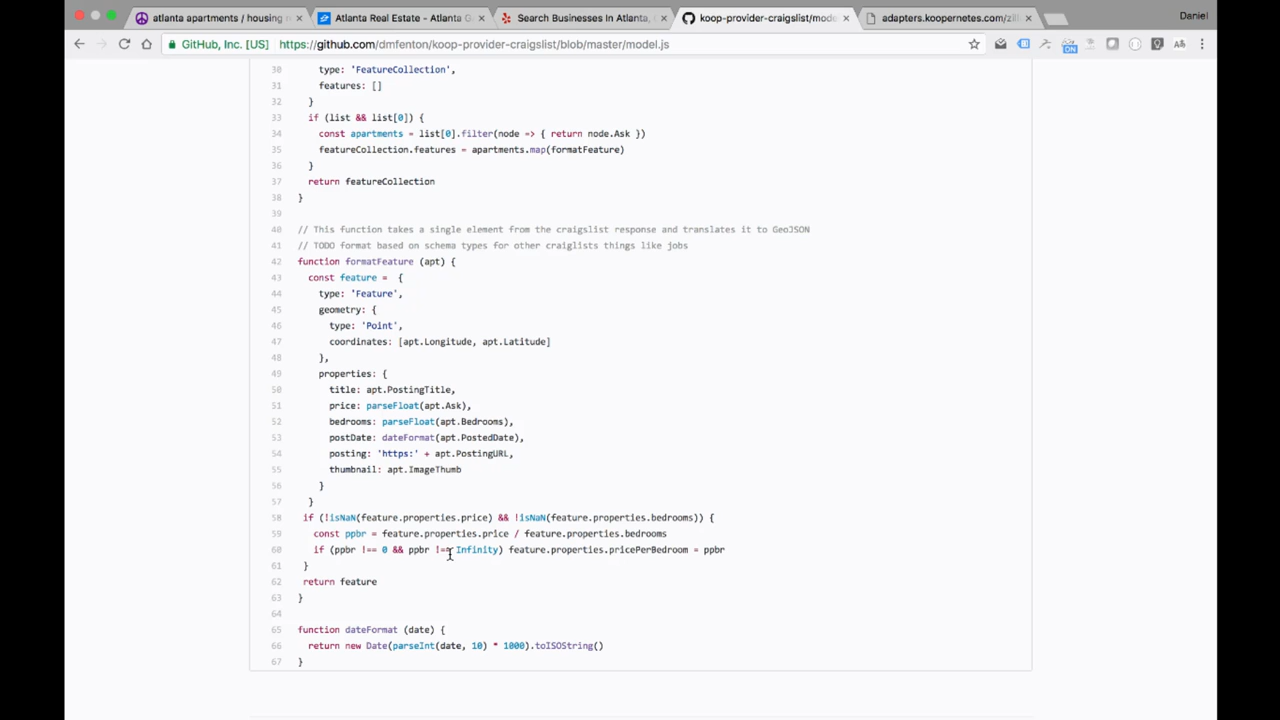 atlanta apartments / housing
Atlanta Real Estate - Atlanta G
Search Businesses In Atlanta,
koop-provider-craigslist/mode
adapters.koopernetes.com/zill
Daniel
GitHub, Inc. [US]
https://github.com/dmfenton/koop-provider-craigslist/blob/master/model.js
ON
30 type: 'FeatureCollection',
31 features: []
32 }
33 if (list && list[0]) {
34 const apartments = list[0].filter(node => { return node.Ask })
35 featureCollection.features = apartments.map(formatFeature)
36 }
37 return featureCollection
38 }
39
40 // This function takes a single element from the craigslist response and translates it to GeoJSON
41 // TODO format based on schema types for other craiglists things like jobs
42 function formatFeature (apt) {
43 const feature = {
44 type: 'Feature',
45 geometry: {
46 type: 'Point',
47 coordinates: [apt.Longitude, apt.Latitude]
48 },
49 properties: {
50 title: apt.PostingTitle,
51 price: parseFloat(apt.Ask),
52 bedrooms: parseFloat(apt.Bedrooms),
53 postDate: dateFormat(apt.PostedDate),
54 posting: 'https:' + apt.PostingURL,
55 thumbnail: apt.ImageThumb
56 }
57 }
58 if (!isNaN(feature.properties.price) && !isNaN(feature.properties.bedrooms)) {
59 const ppbr = feature.properties.price / feature.properties.bedrooms
60 if (ppbr !== 0 && ppbr !== Infinity) feature.properties.pricePerBedroom = ppbr
61 }
62 return feature
63 }
64
65 function dateFormat (date) {
66 return new Date(parseInt(date, 10) * 1000).toISOString()
67 }